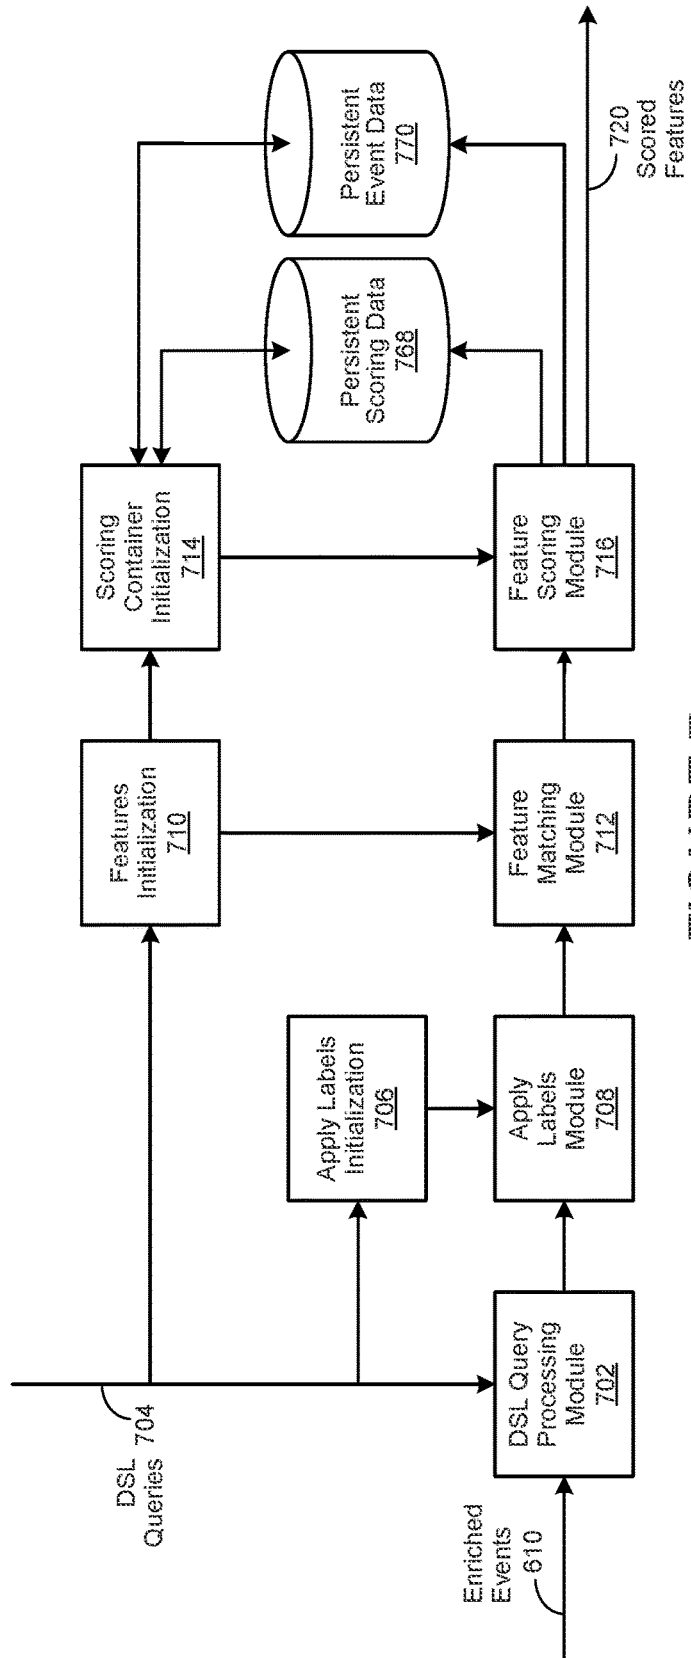 DSL
Queries 704
Enriched
Events
610
DSL Query
Processing
Module
702
Apply Labels
Initialization
706
Apply
Labels
Module
708
Features
Initialization
710
Feature
Matching
Module
712
Scoring
Container
Initialization
714
Feature
Scoring
Module
716
Persistent
Scoring Data
768
Persistent
Event Data
770
720
Scored
Features